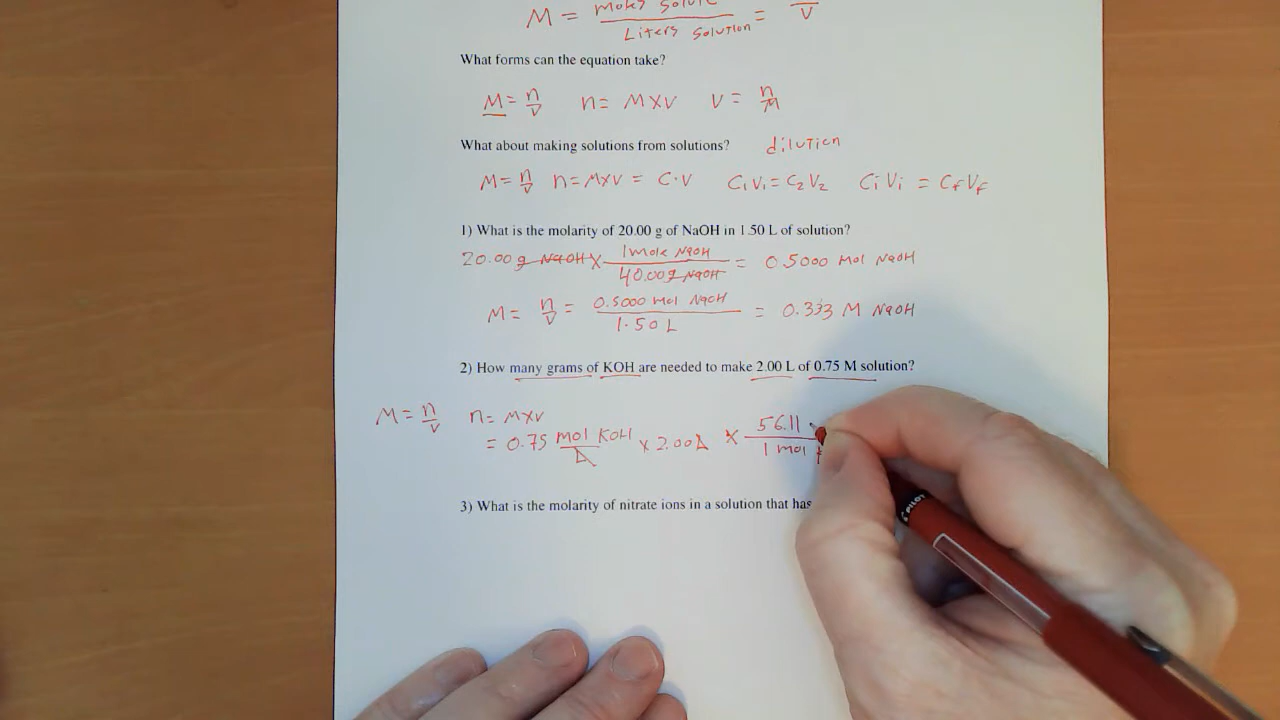 M = moles solute / Liters Solution = / V
What forms can the equation take?
M = n/V n = M×V V = n/M
What about making solutions from solutions? dilution
M = n/V n = M×V = C·V C₁V₁ = C₂V₂ CᵢVᵢ = C_fV_f
1) What is the molarity of 20.00 g of NaOH in 1.50 L of solution?
20.00 g NaOH × 1 mole NaOH / 40.00 g NaOH = 0.5000 mol NaOH
M = n/V = 0.5000 mol NaOH / 1.50 L = 0.333 M NaOH
2) How many grams of KOH are needed to make 2.00 L of 0.75 M solution?
M = n/V n = M×V
= 0.75 mol KOH / L × 2.00 L × 56.11 / 1 mol
3) What is the molarity of nitrate ions in a solution that has
PILOT